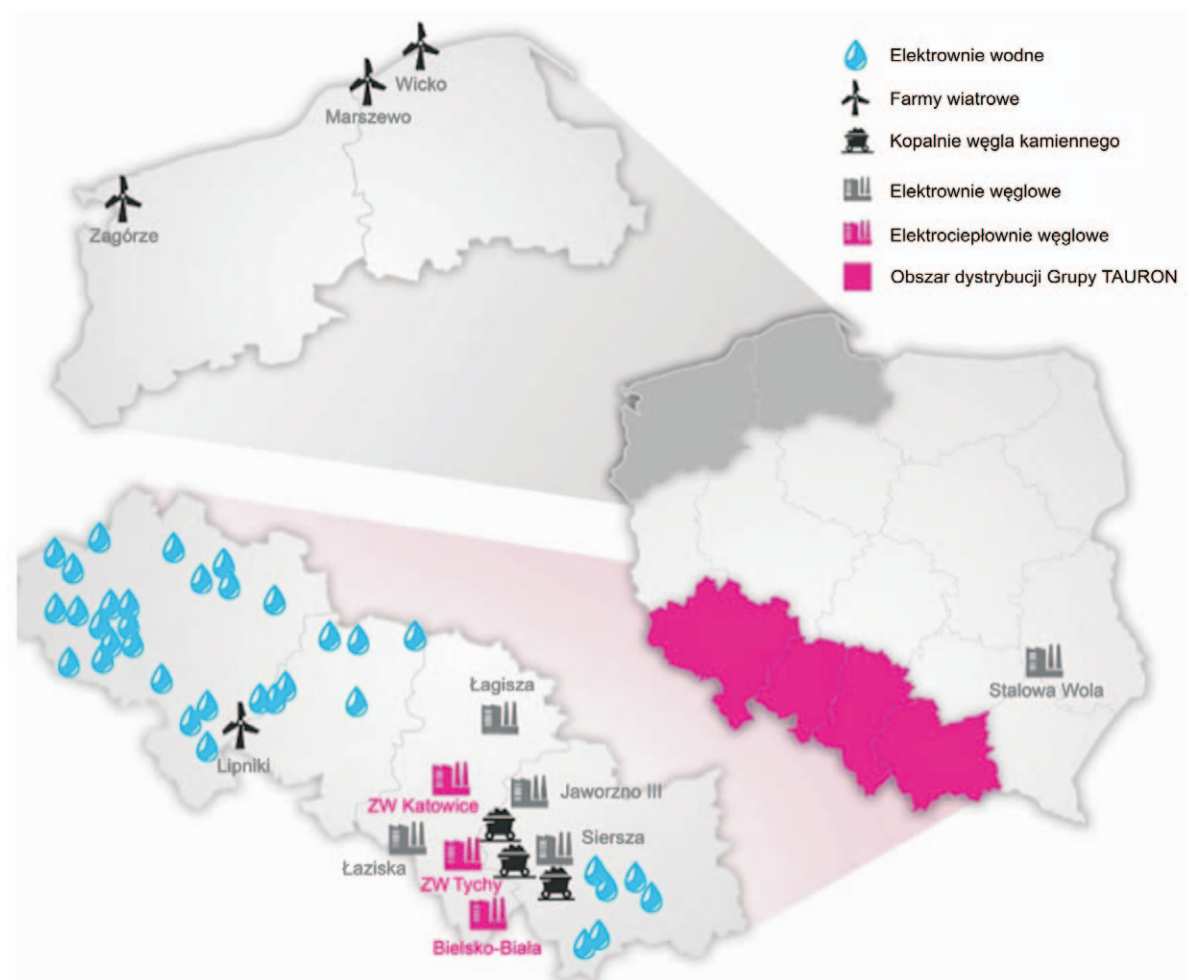 Wicko
Marszewo
Zagórze
Elektrownie wodne
Farmy wiatrowe
Kopalnie węgla kamiennego
Elektrownie węglowe
Elektrociepłownie węglowe
Obszar dystrybucji Grupy TAURON
Stalowa Wola
Łagisza
Lipniki
ZW Katowice
Jaworzno III
Siersza
Łaziska
ZW Tychy
Bielsko-Biała